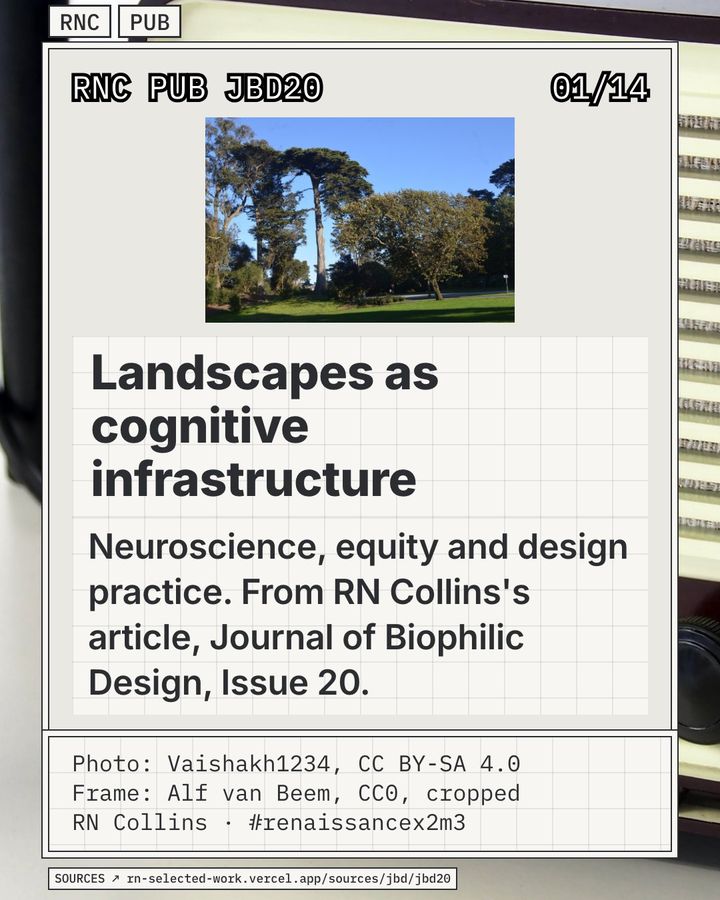 RNC PUB
RNC PUB JBD20 01/14
Landscapes as
cognitive
infrastructure
Neuroscience, equity and design
practice. From RN Collins's
article, Journal of Biophilic
Design, Issue 20.
Photo: Vaishakh1234, CC BY-SA 4.0
Frame: Alf van Beem, CC0, cropped
RN Collins · #renaissancex2m3
SOURCES ↗ rn-selected-work.vercel.app/sources/jbd/jbd20